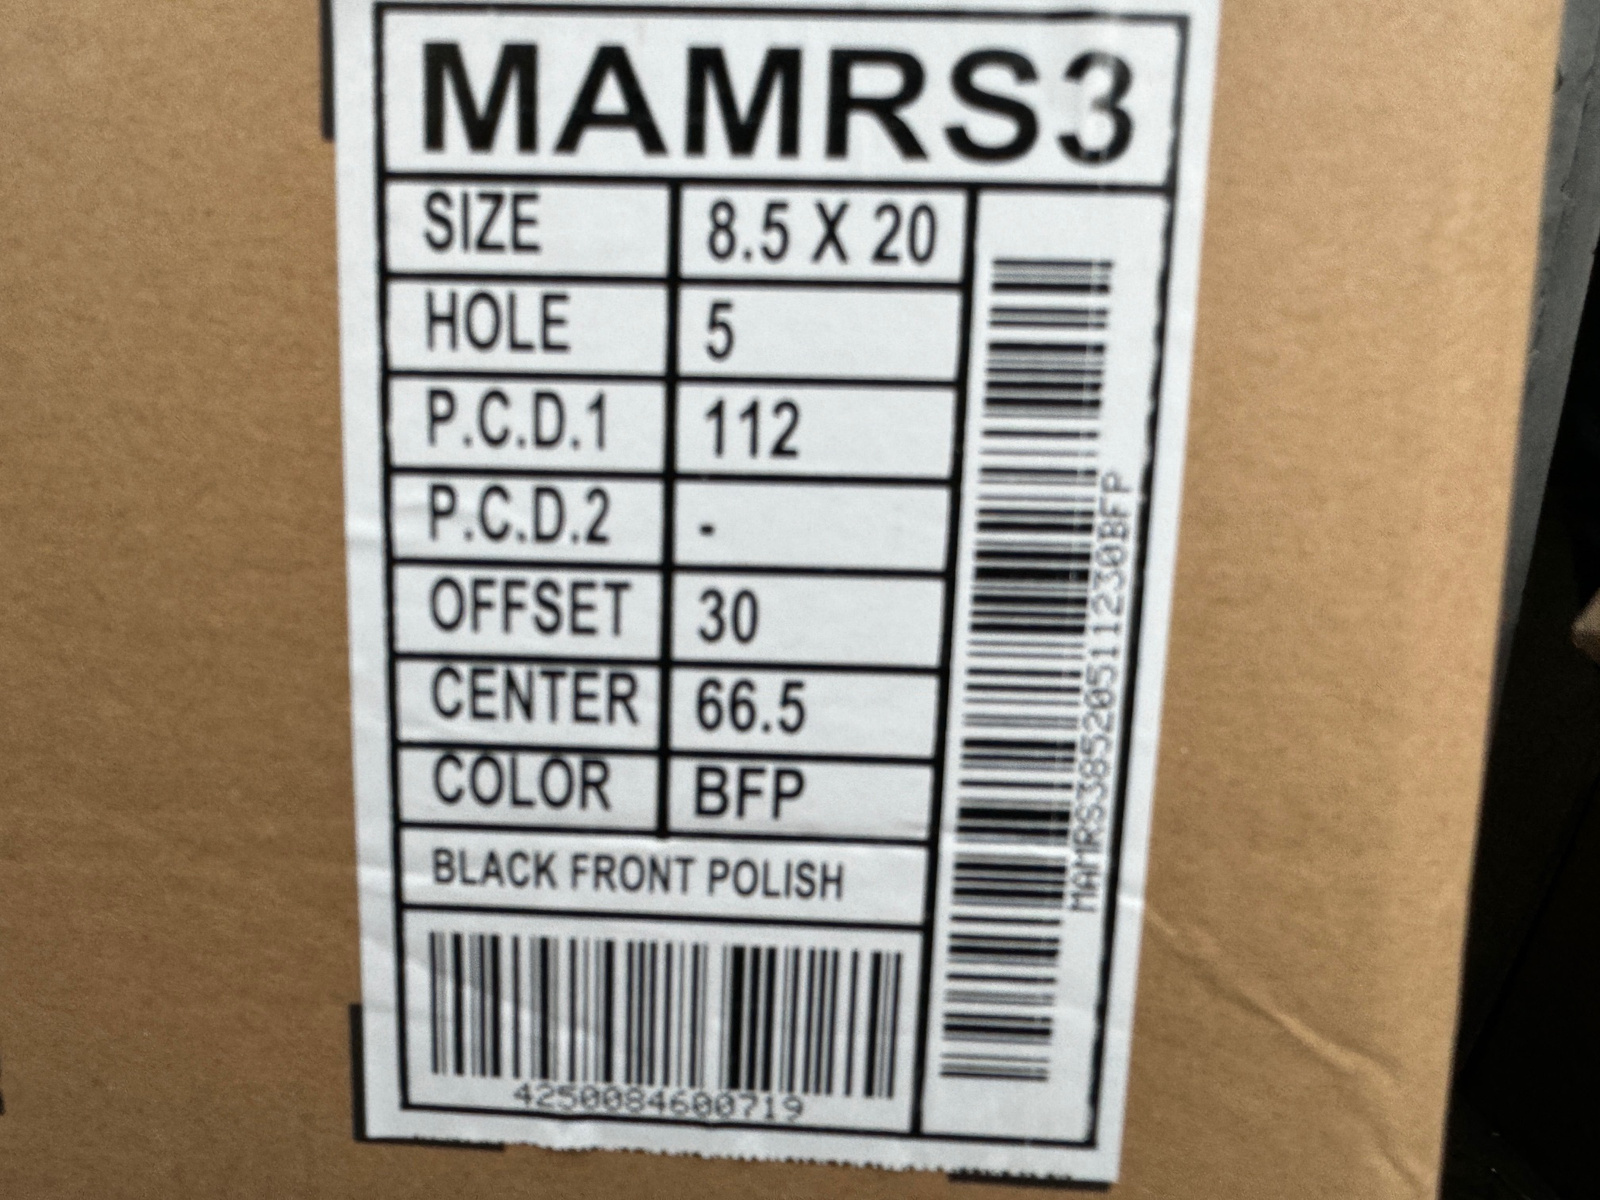 MAMRS3
SIZE 8.5 X 20
HOLE 5
P.C.D.1 112
P.C.D.2 -
OFFSET 30
CENTER 66.5
COLOR BFP
BLACK FRONT POLISH
4250084600719
MAMRS38520511230BFP